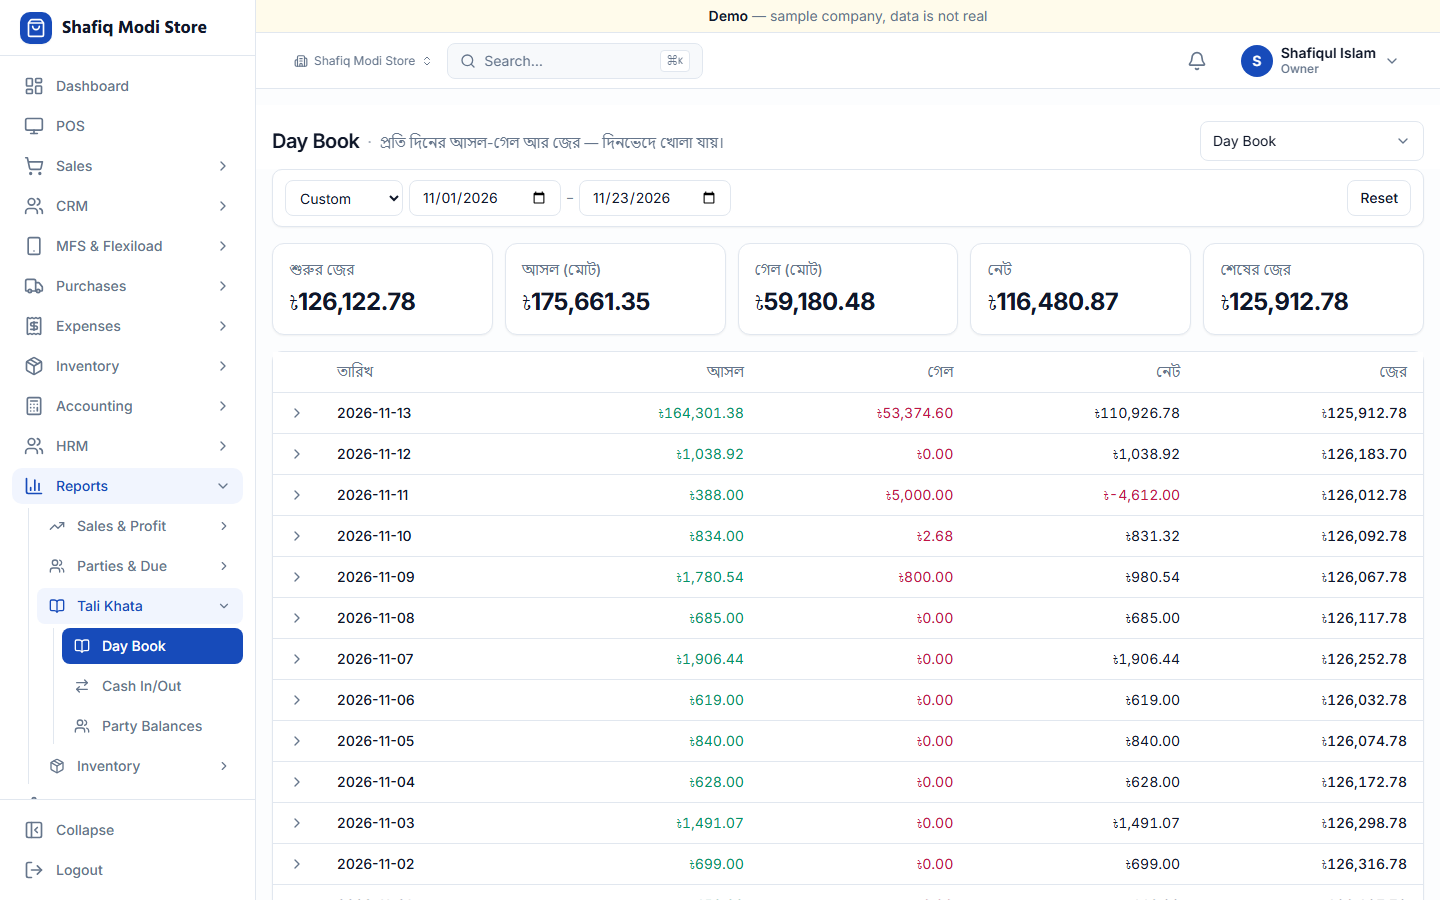 Shafiq Modi Store
Demo — sample company, data is not real
Shafiq Modi Store
Search...
⌘K
S
Shafiqul Islam
Owner
Dashboard
POS
Sales
CRM
MFS & Flexiload
Purchases
Expenses
Inventory
Accounting
HRM
Reports
Sales & Profit
Parties & Due
Tali Khata
Day Book
Cash In/Out
Party Balances
Inventory
Collapse
Logout
Day Book · প্রতি দিনের আসল-গেল আর জের — দিনভেদে খোলা যায়।
Day Book
Custom 11/01/2026 – 11/23/2026 Reset
শুরুর জের
৳126,122.78
আসল (মোট)
৳175,661.35
গেল (মোট)
৳59,180.48
নেট
৳116,480.87
শেষের জের
৳125,912.78
তারিখ আসল গেল নেট জের
2026-11-13 ৳164,301.38 ৳53,374.60 ৳110,926.78 ৳125,912.78
2026-11-12 ৳1,038.92 ৳0.00 ৳1,038.92 ৳126,183.70
2026-11-11 ৳388.00 ৳5,000.00 ৳-4,612.00 ৳126,012.78
2026-11-10 ৳834.00 ৳2.68 ৳831.32 ৳126,092.78
2026-11-09 ৳1,780.54 ৳800.00 ৳980.54 ৳126,067.78
2026-11-08 ৳685.00 ৳0.00 ৳685.00 ৳126,117.78
2026-11-07 ৳1,906.44 ৳0.00 ৳1,906.44 ৳126,252.78
2026-11-06 ৳619.00 ৳0.00 ৳619.00 ৳126,032.78
2026-11-05 ৳840.00 ৳0.00 ৳840.00 ৳126,074.78
2026-11-04 ৳628.00 ৳0.00 ৳628.00 ৳126,172.78
2026-11-03 ৳1,491.07 ৳0.00 ৳1,491.07 ৳126,298.78
2026-11-02 ৳699.00 ৳0.00 ৳699.00 ৳126,316.78